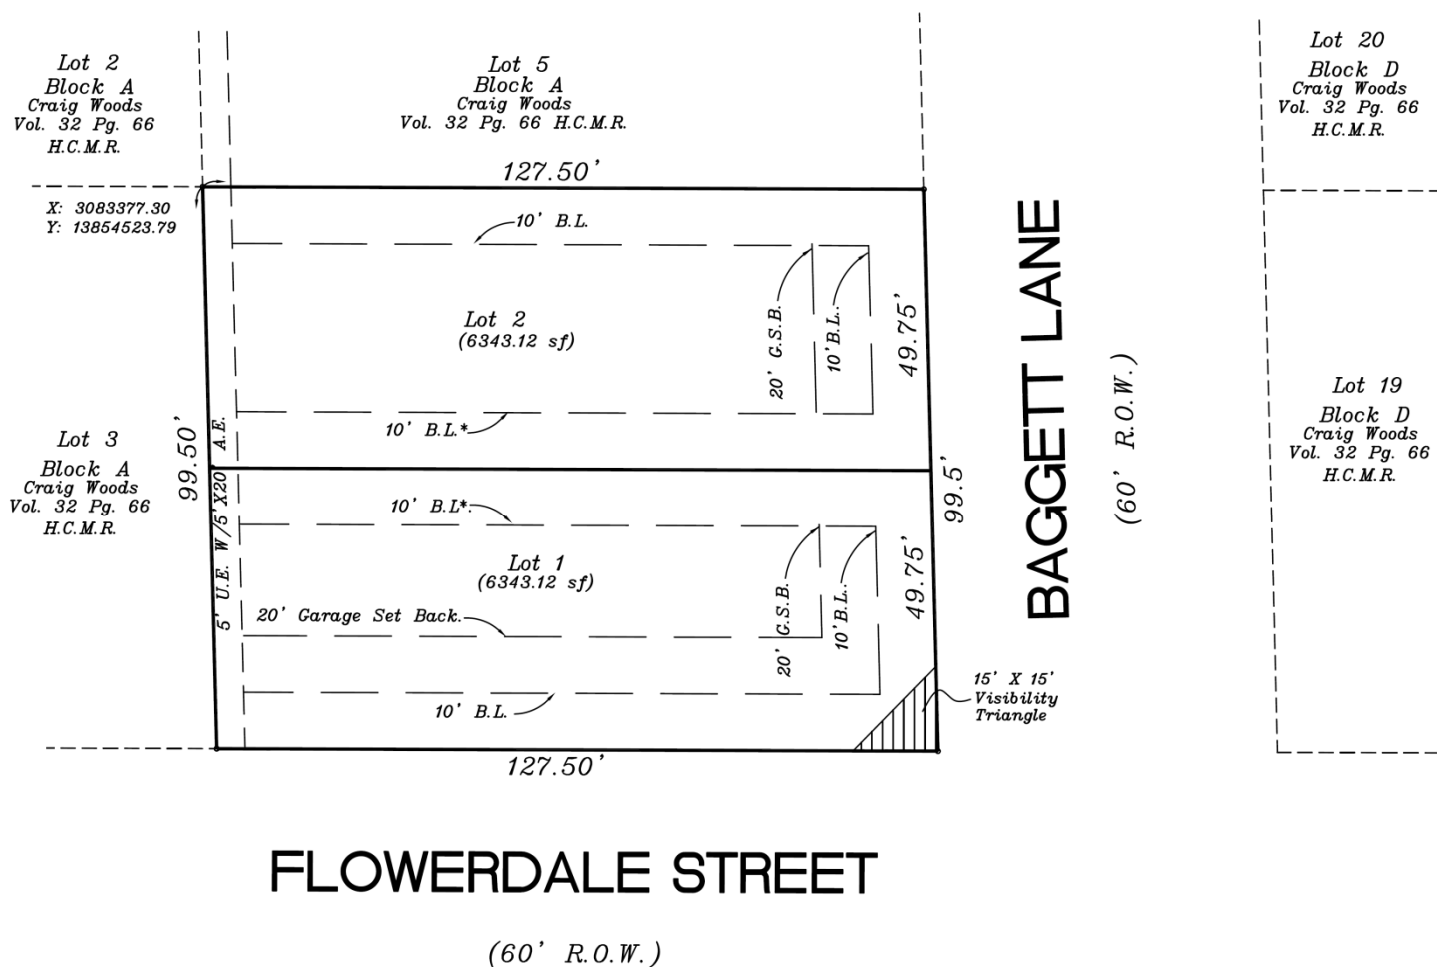 Lot 2
Block A
Craig Woods
Vol. 32 Pg. 66
H.C.M.R.
Lot 5
Block A
Craig Woods
Vol. 32 Pg. 66 H.C.M.R.
Lot 20
Block D
Craig Woods
Vol. 32 Pg. 66
H.C.M.R.
127.50'
X: 3083377.30
Y: 13854523.79
10' B.L.
Lot 2
(6343.12 sf)
20' G.S.B.
10'B.L..
49.75'
10' B.L.*
BAGGETT LANE
(60' R.O.W.)
Lot 19
Block D
Craig Woods
Vol. 32 Pg. 66
H.C.M.R.
Lot 3
Block A
Craig Woods
Vol. 32 Pg. 66
H.C.M.R.
99.50'
5' U.E. W/5'X20' A.E.
99.5'
10' B.L*.
Lot 1
(6343.12 sf)
20' Garage Set Back.
20' G.S.B.
10'B.L..
49.75'
10' B.L.
15' X 15'
Visibility
Triangle
127.50'
FLOWERDALE STREET
(60' R.O.W.)